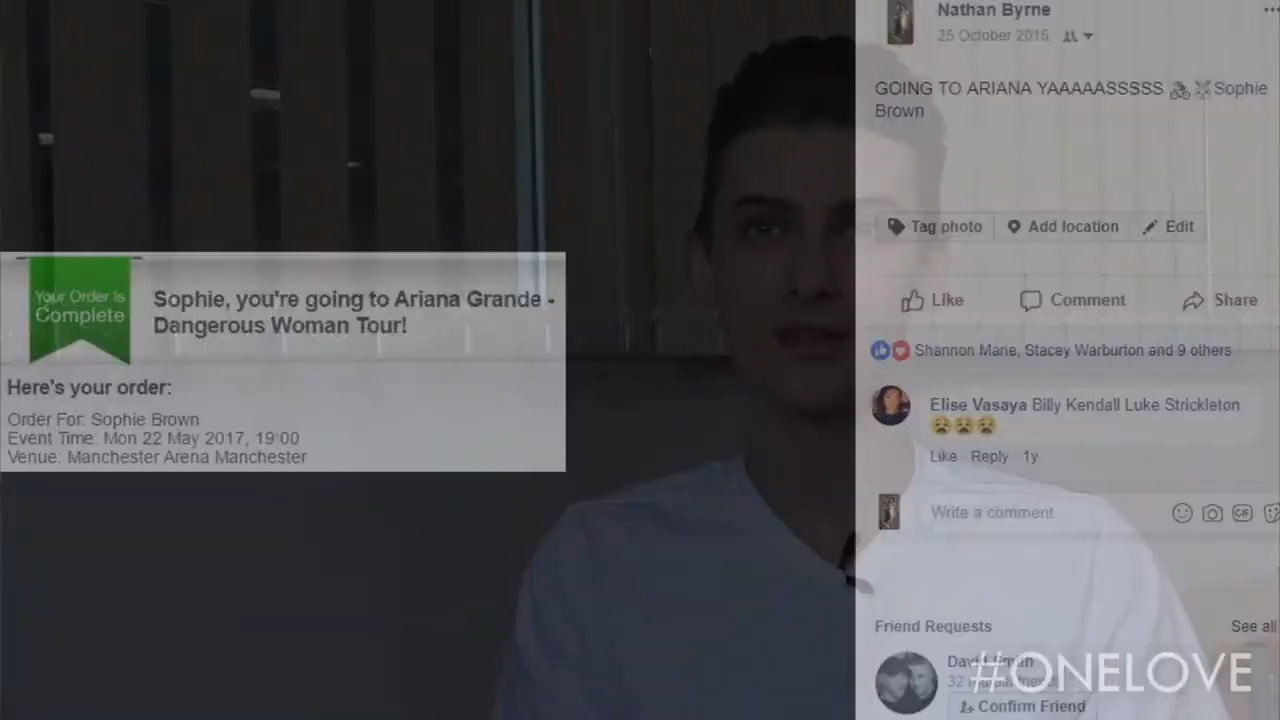 Nathan Byrne
25 October 2016
GOING TO ARIANA YAAAAASSSSS Sophie
Brown
Tag photo
Add location
Edit
Like
Comment
Share
Shannon Marie, Stacey Warburton and 9 others
Elise Vasaya Billy Kendall Luke Strickleton
Like Reply 1y
Write a comment
GIF
Friend Requests
See all
David Smith
32
Confirm Friend
#ONELOVE
Your Order Is
Complete
Sophie, you're going to Ariana Grande -
Dangerous Woman Tour!
Here's your order:
Order For: Sophie Brown
Event Time: Mon 22 May 2017, 19:00
Venue: Manchester Arena Manchester